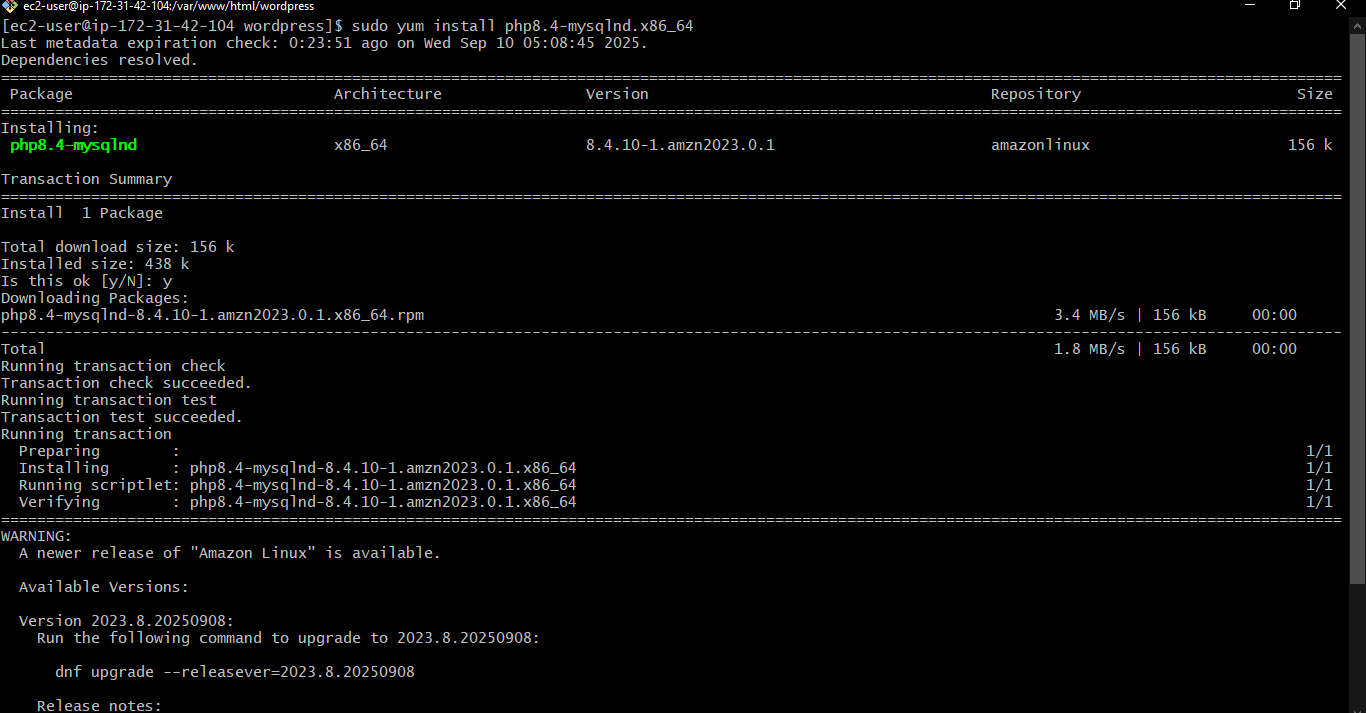 ec2-user@ip-172-31-42-104:/var/www/html/wordpress
[ec2-user@ip-172-31-42-104 wordpress]$ sudo yum install php8.4-mysqlnd.x86_64
Last metadata expiration check: 0:23:51 ago on Wed Sep 10 05:08:45 2025.
Dependencies resolved.
Package Architecture Version Repository Size
Installing:
php8.4-mysqlnd x86_64 8.4.10-1.amzn2023.0.1 amazonlinux 156 k
Transaction Summary
Install 1 Package
Total download size: 156 k
Installed size: 438 k
Is this ok [y/N]: y
Downloading Packages:
php8.4-mysqlnd-8.4.10-1.amzn2023.0.1.x86_64.rpm 3.4 MB/s | 156 kB 00:00
Total 1.8 MB/s | 156 kB 00:00
Running transaction check
Transaction check succeeded.
Running transaction test
Transaction test succeeded.
Running transaction
Preparing : 1/1
Installing : php8.4-mysqlnd-8.4.10-1.amzn2023.0.1.x86_64 1/1
Running scriptlet: php8.4-mysqlnd-8.4.10-1.amzn2023.0.1.x86_64 1/1
Verifying : php8.4-mysqlnd-8.4.10-1.amzn2023.0.1.x86_64 1/1
WARNING:
A newer release of "Amazon Linux" is available.
Available Versions:
Version 2023.8.20250908:
Run the following command to upgrade to 2023.8.20250908:
dnf upgrade --releasever=2023.8.20250908
Release notes: